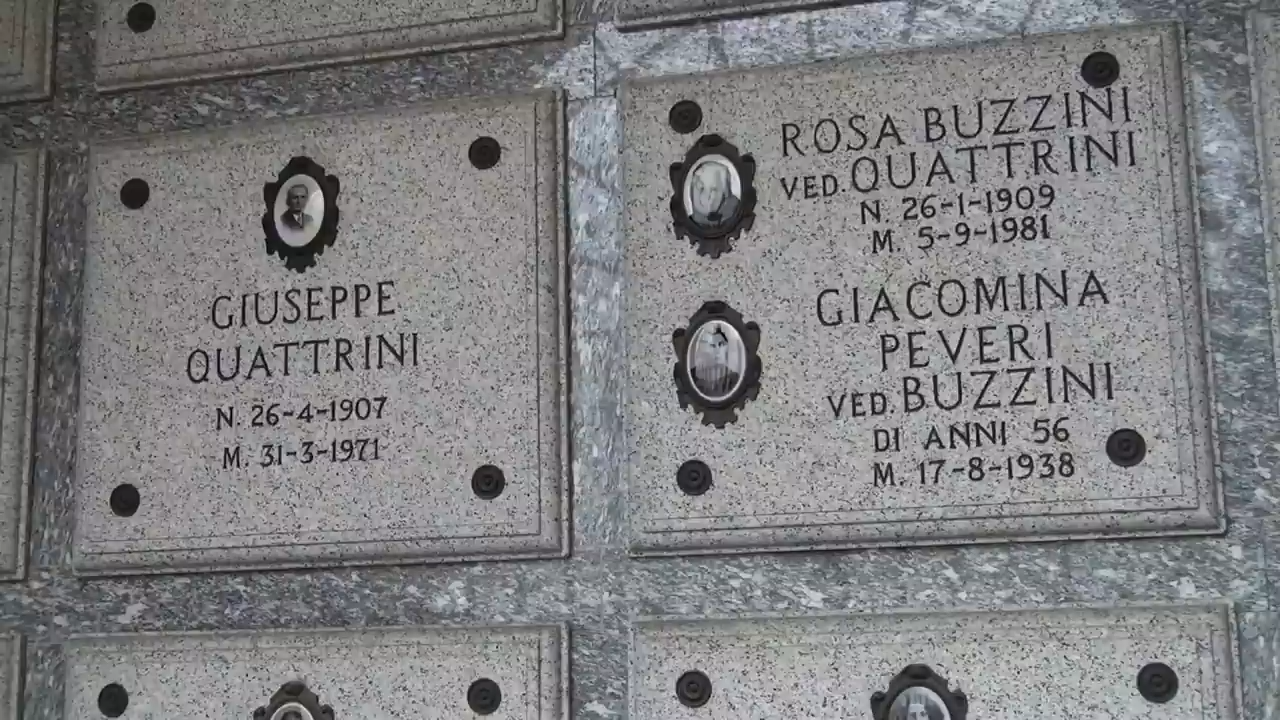 GIUSEPPE
QUATTRINI
N. 26-4-1907
M. 31-3-1971
ROSA BUZZINI
VED. QUATTRINI
N. 26-1-1909
M. 5-9-1981
GIACOMINA
PEVERI
VED. BUZZINI
DI ANNI 56
M. 17-8-1938